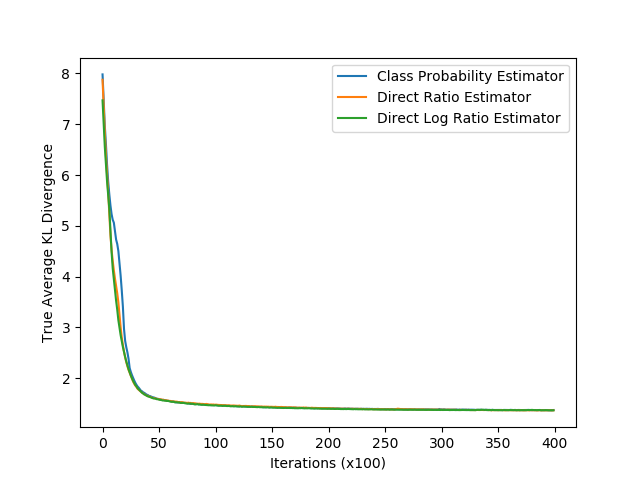 Class Probability Estimator
Direct Ratio Estimator
Direct Log Ratio Estimator
True Average KL Divergence
8
7
6
5
4
3
2
0 50 100 150 200 250 300 350 400
Iterations (x100)